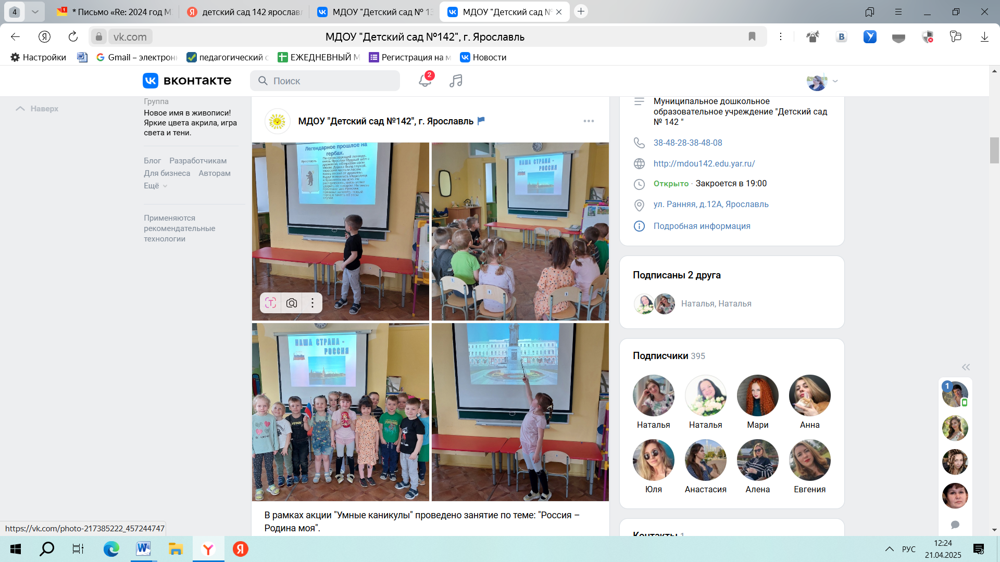 4
1
* Письмо «Re: 2024 год М
детский сад 142 ярослав
МДОУ "Детский сад № 13
МДОУ "Детский сад №
vk.com
МДОУ "Детский сад №142", г. Ярославль
Настройки
Gmail – электронн
педагогический с
ЕЖЕДНЕВНЫЙ М
Регистрация на м
Новости
вконтакте
Поиск
2
Наверх
Группа
Новое имя в живописи!
Яркие цвета акрила, игра
света и тени.
Блог Разработчикам
Для бизнеса Авторам
Ещё
Применяются
рекомендательные
технологии
МДОУ "Детский сад №142", г. Ярославль
Легендарное прошлое на
гербах.
Ярославль
НАША СТРАНА -
РОССИЯ
НАША СТРАНА -
РОССИЯ
В рамках акции "Умные каникулы" проведено занятие по теме: "Россия –
Родина моя".
Муниципальное дошкольное
образовательное учреждение "Детский сад
№ 142 "
38-48-28-38-48-08
http://mdou142.edu.yar.ru/
Открыто · Закроется в 19:00
ул. Ранняя, д.12А, Ярославль
Подробная информация
Подписаны 2 друга
Наталья, Наталья
Подписчики 395
Наталья Наталья Мари Анна
Юля Анастасия Алена Евгения
Контакты 1
1
https://vk.com/photo-217385222_457244747
РУС
12:24
21.04.2025